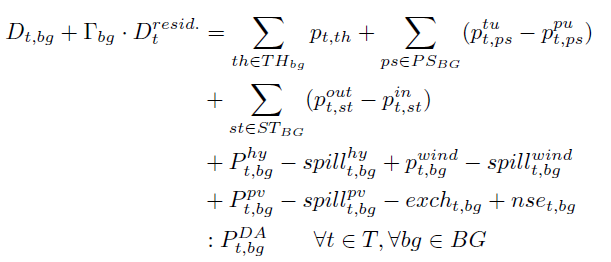 D_{t,bg} + Γ_{bg} · D_t^{resid.} = ∑_{th∈TH_{bg}} p_{t,th} + ∑_{ps∈PS_{BG}} (p_{t,ps}^{tu} − p_{t,ps}^{pu})
+ ∑_{st∈ST_{BG}} (p_{t,st}^{out} − p_{t,st}^{in})
+ P_{t,bg}^{hy} − spill_{t,bg}^{hy} + p_{t,bg}^{wind} − spill_{t,bg}^{wind}
+ P_{t,bg}^{pv} − spill_{t,bg}^{pv} − exch_{t,bg} + nse_{t,bg}
: P_{t,bg}^{DA} ∀t ∈ T, ∀bg ∈ BG